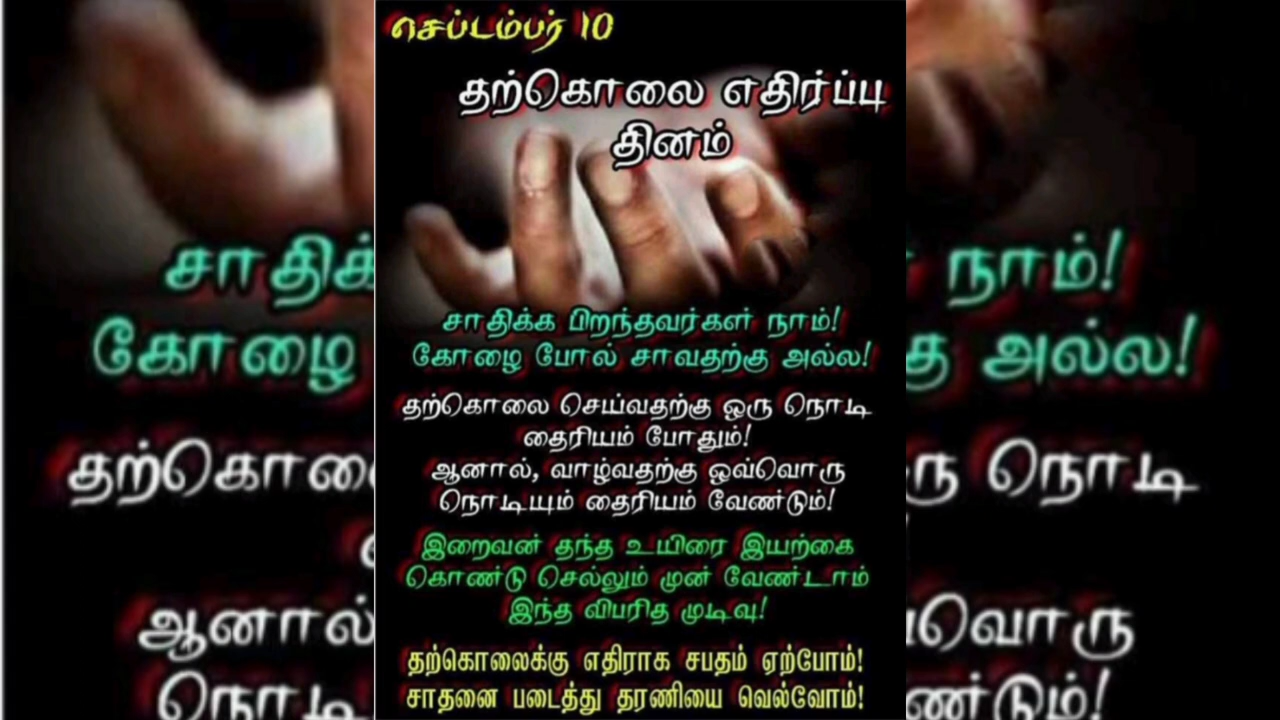 செப்டம்பர் 10
தற்கொலை எதிர்ப்பு
தினம்
சாதிக்க பிறந்தவர்கள் நாம்!
கோழை போல் சாவதற்கு அல்ல!
தற்கொலை செய்வதற்கு ஒரு நொடி
தைரியம் போதும்!
ஆனால், வாழ்வதற்கு ஒவ்வொரு
நொடியும் தைரியம் வேண்டும்!
இறைவன் தந்த உயிரை இயற்கை
கொண்டு செல்லும் முன் வேண்டாம்
இந்த விபரித முடிவு!
தற்கொலைக்கு எதிராக சபதம் ஏற்போம்!
சாதனை படைத்து தரணியை வெல்வோம்!